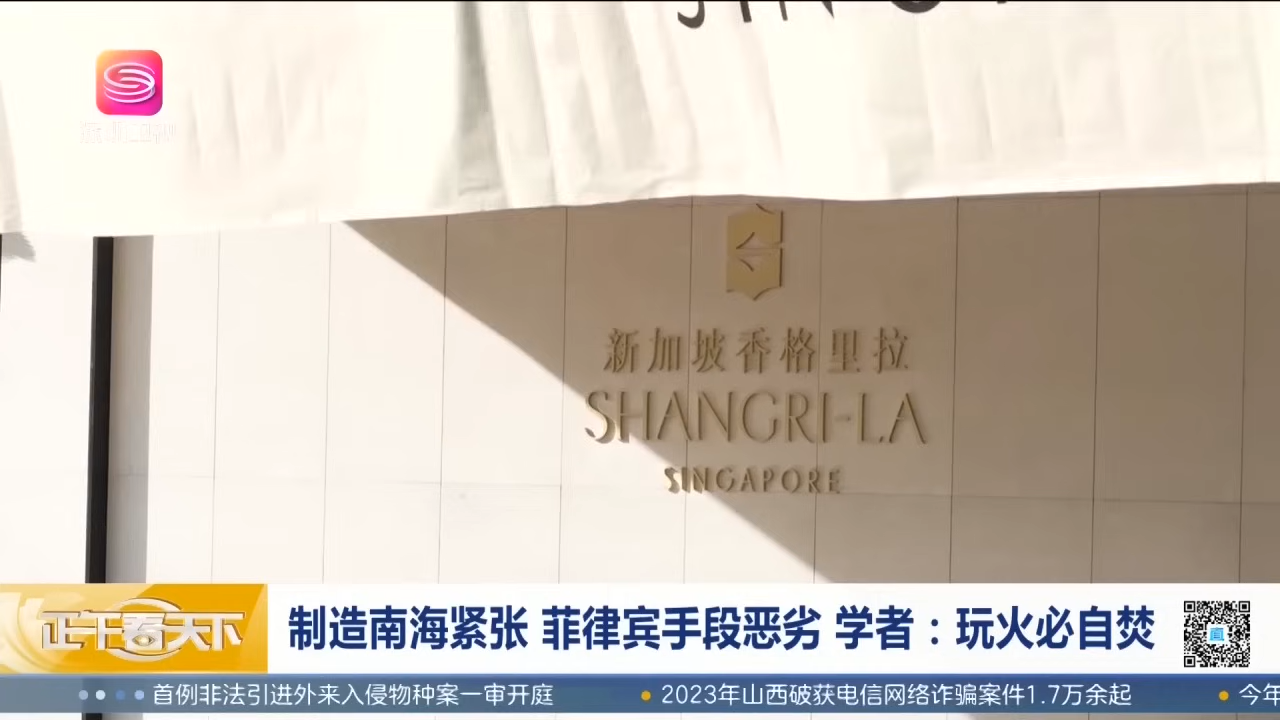 新加坡香格里拉
SHANGRI-LA
SINGAPORE
正午看天下
制造南海紧张 菲律宾手段恶劣 学者：玩火必自焚
首例非法引进外来入侵物种案一审开庭
2023年山西破获电信网络诈骗案件1.7万余起
今年